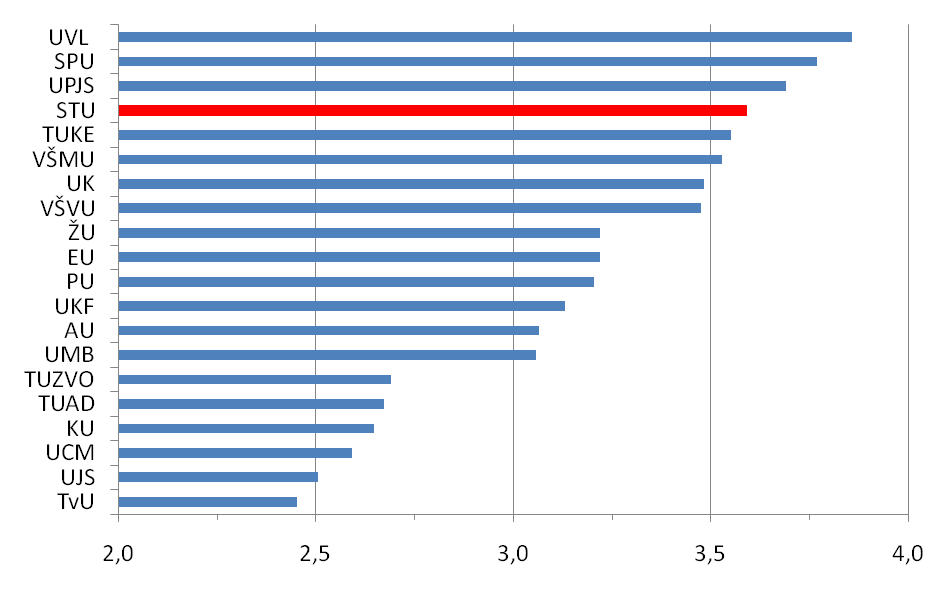 UVL
SPU
UPJS
STU
TUKE
VŠMU
UK
VŠVU
ŽU
EU
PU
UKF
AU
UMB
TUZVO
TUAD
KU
UCM
UJS
TvU
2,0 2,5 3,0 3,5 4,0